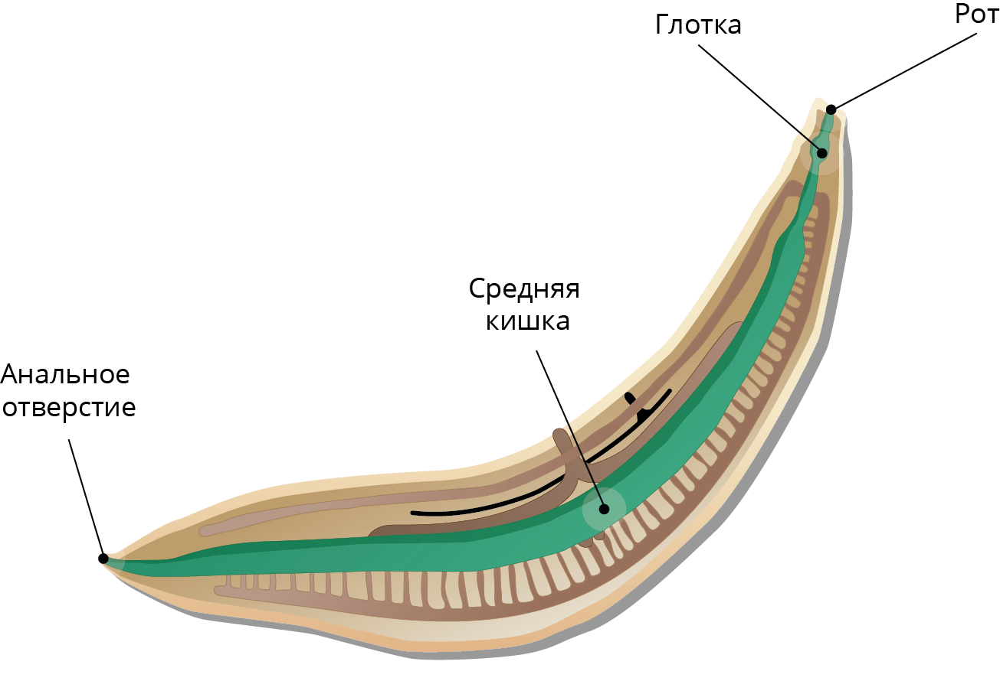 Рот
Глотка
Средняя
кишка
Анальное
отверстие